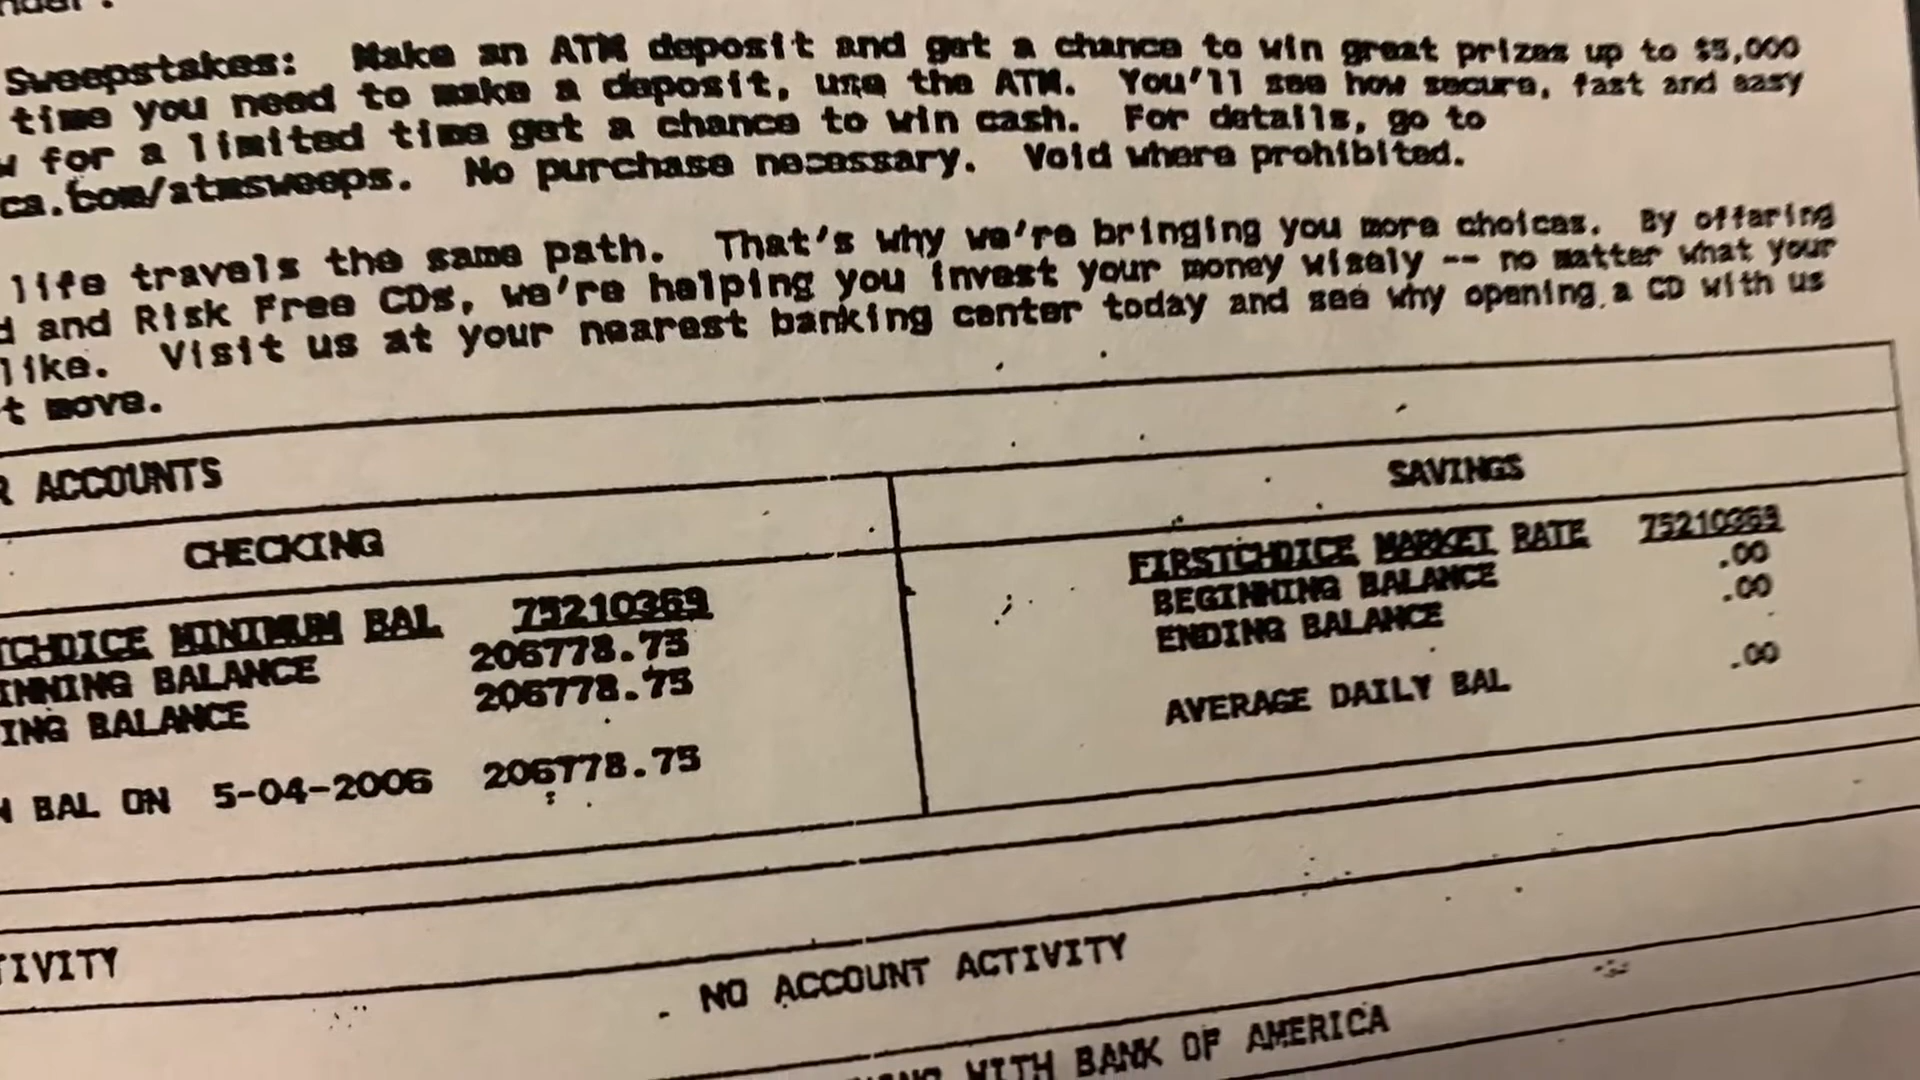 Sweepstakes: Make an ATM deposit and get a chance to win great prizes up to $5,000
time you need to make a deposit, use the ATM. You'll see how secure, fast and easy
for a limited time get a chance to win cash. For details, go to
ca.com/atmsweeps. No purchase necessary. Void where prohibited.
life travels the same path. That's why we're bringing you more choices. By offering
and Risk Free CDs, we're helping you invest your money wisely -- no matter what your
like. Visit us at your nearest banking center today and see why opening a CD with us
t move.
R ACCOUNTS
CHECKING
TCHOICE MINIMUM BAL 75210369
INNING BALANCE 206778.75
ING BALANCE 206778.75
N BAL ON 5-04-2006 206778.75
SAVINGS
FIRSTCHOICE MARKET RATE 75210369
BEGINNING BALANCE .00
ENDING BALANCE .00
AVERAGE DAILY BAL .00
TIVITY
NO ACCOUNT ACTIVITY
WITH BANK OF AMERICA